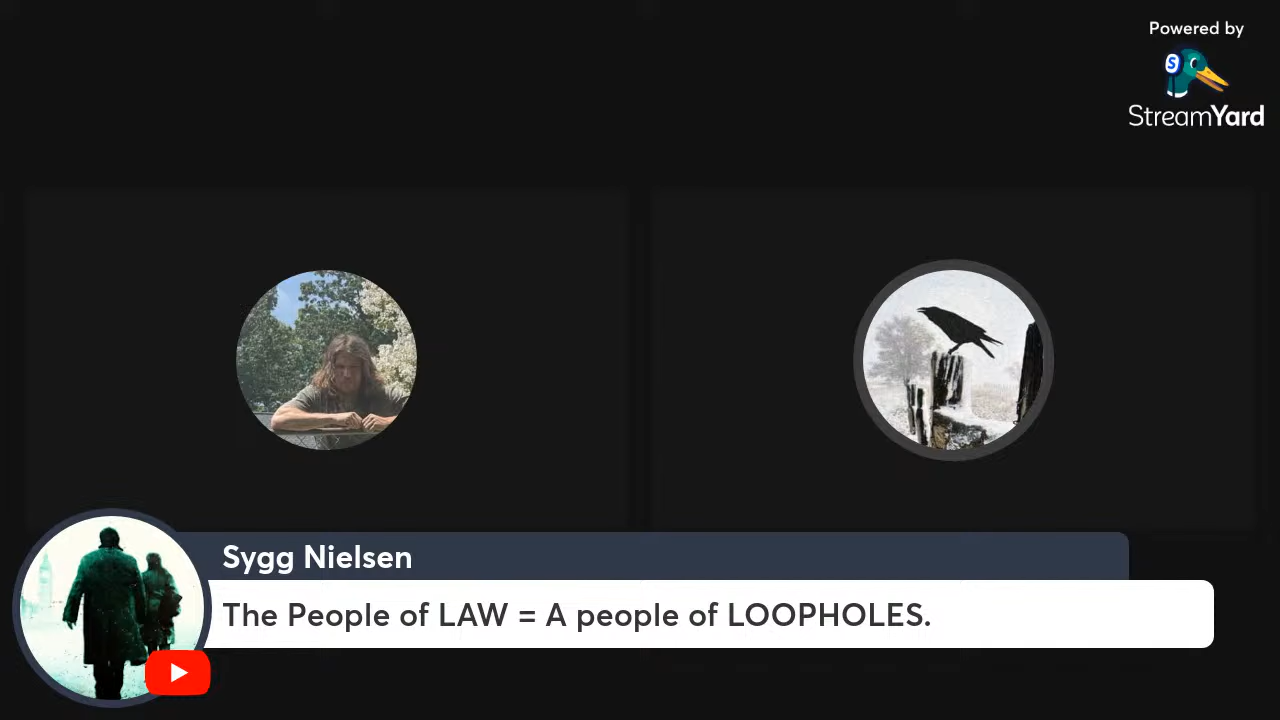 Powered by
StreamYard
Sygg Nielsen
The People of LAW = A people of LOOPHOLES.